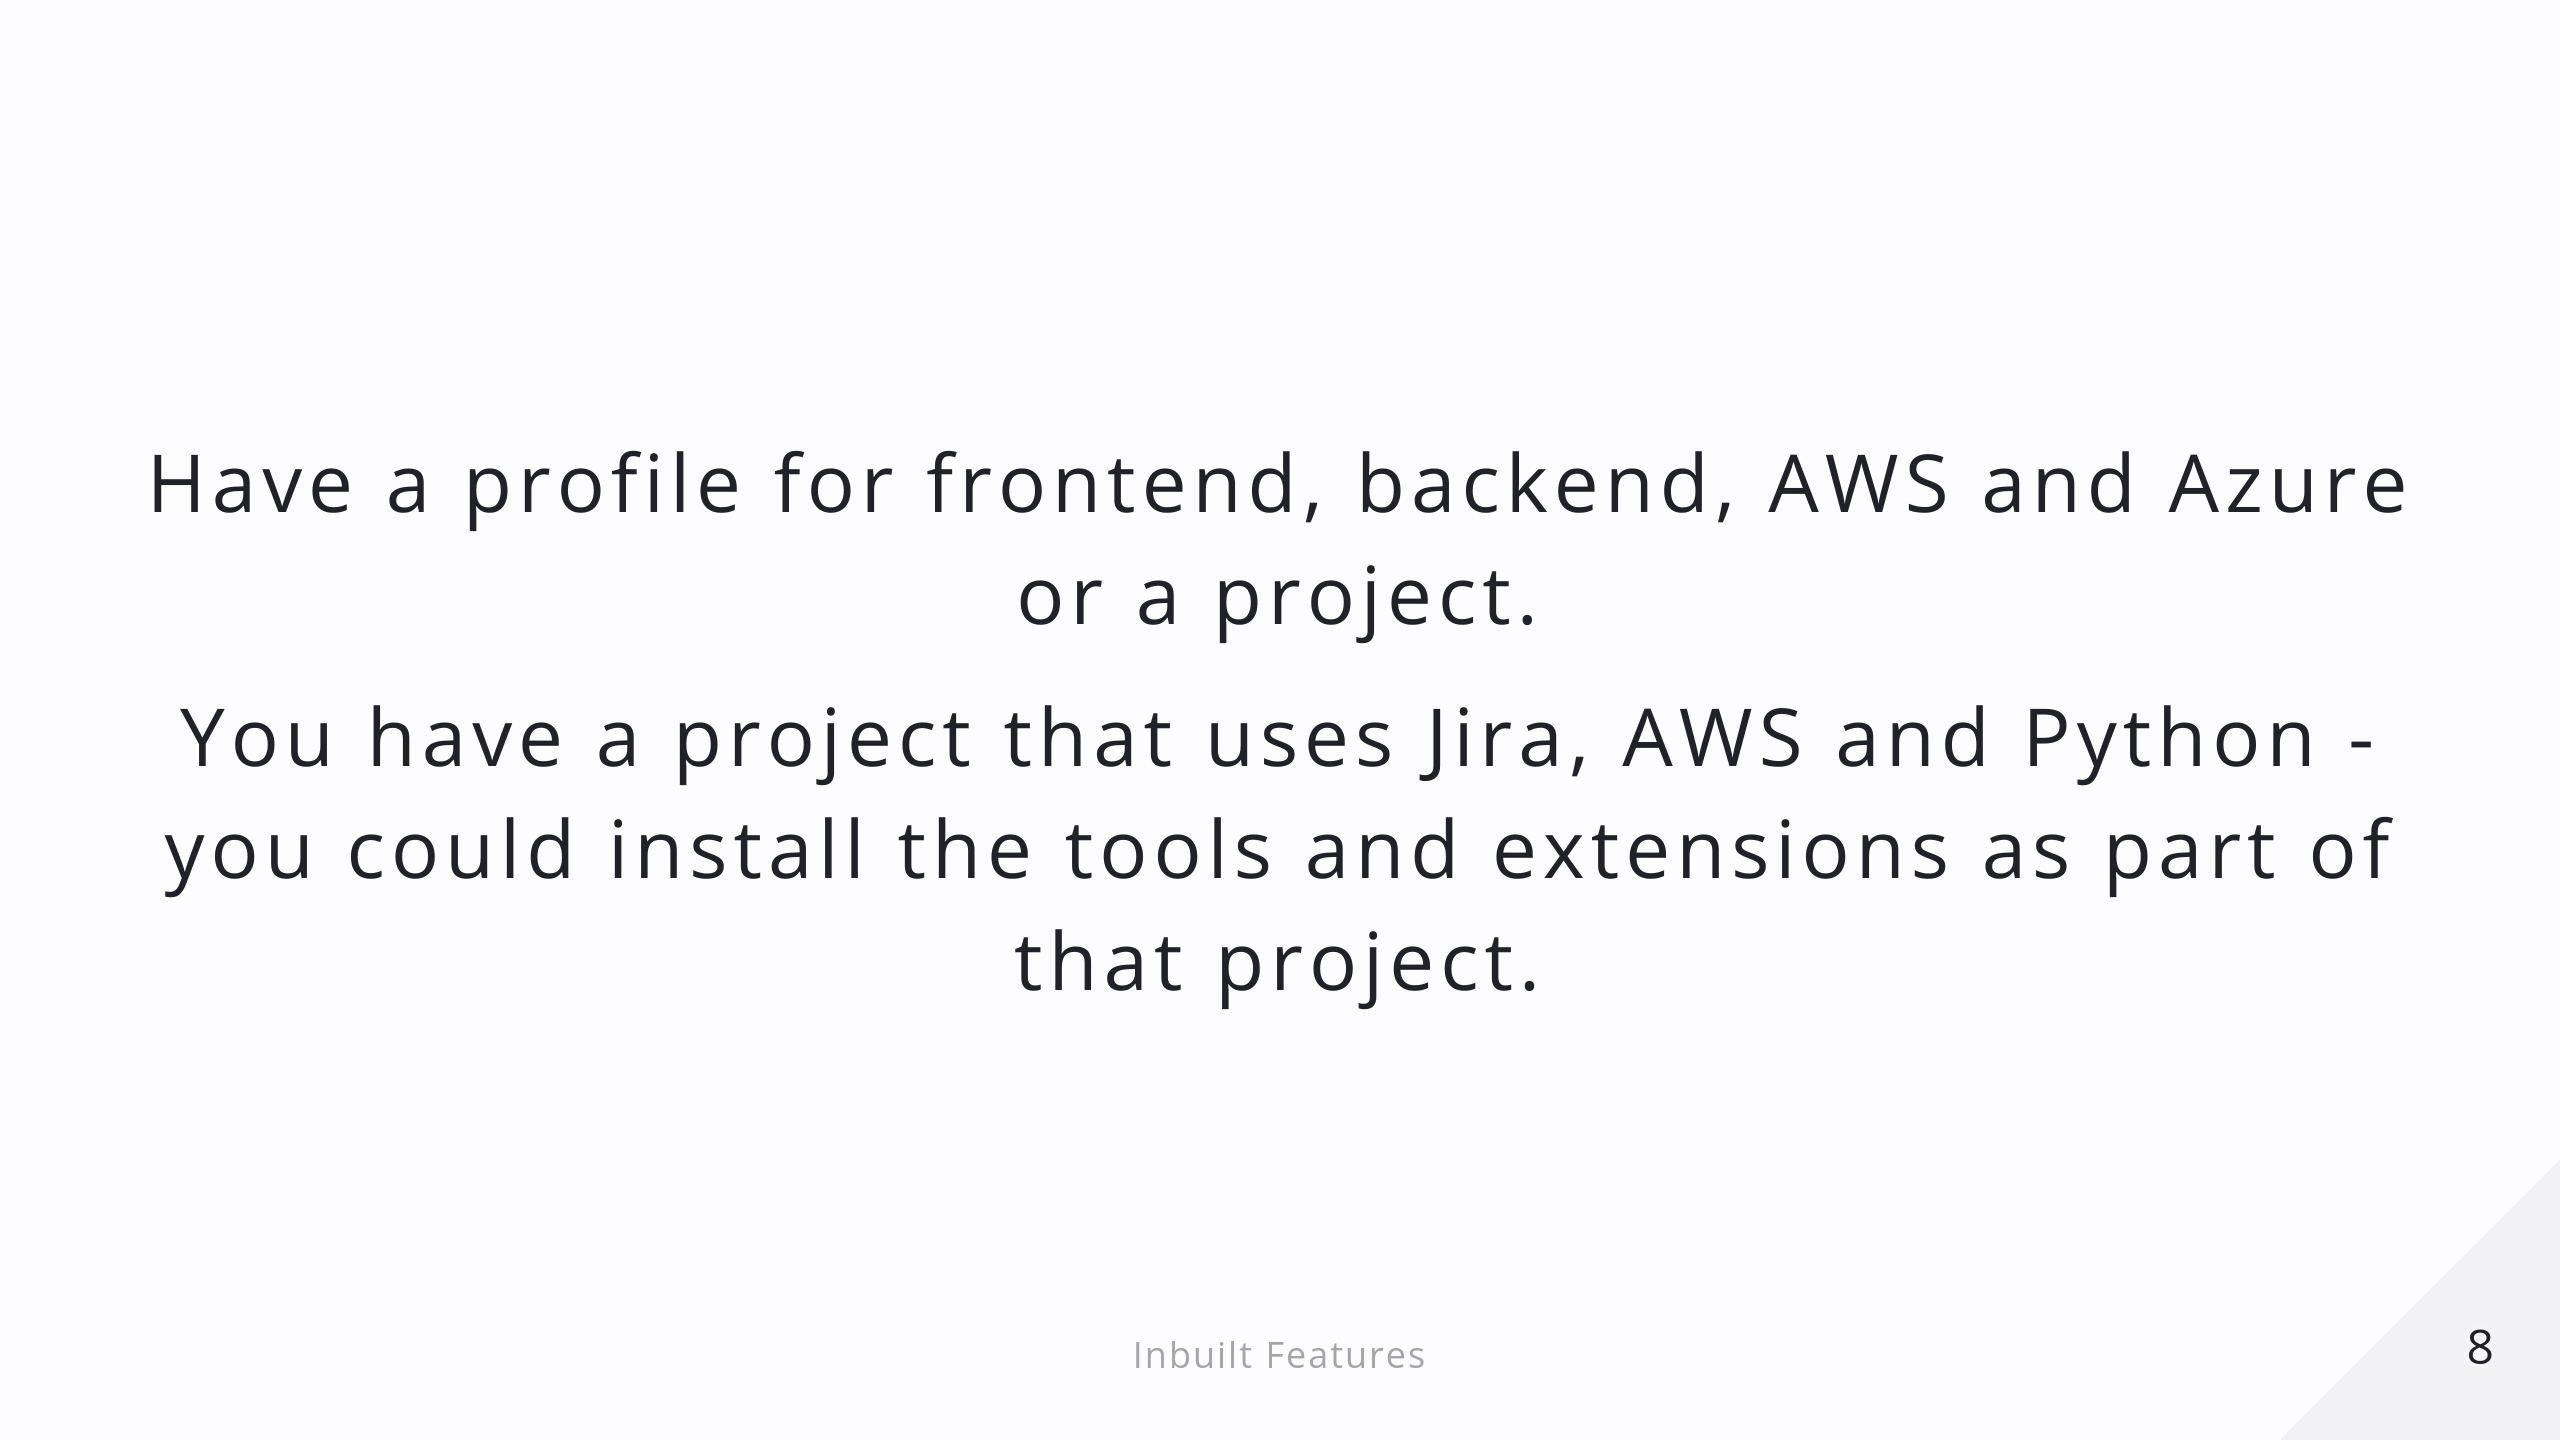 Have a profile for frontend, backend, AWS and Azure
or a project.
You have a project that uses Jira, AWS and Python -
you could install the tools and extensions as part of
that project.
Inbuilt Features
8